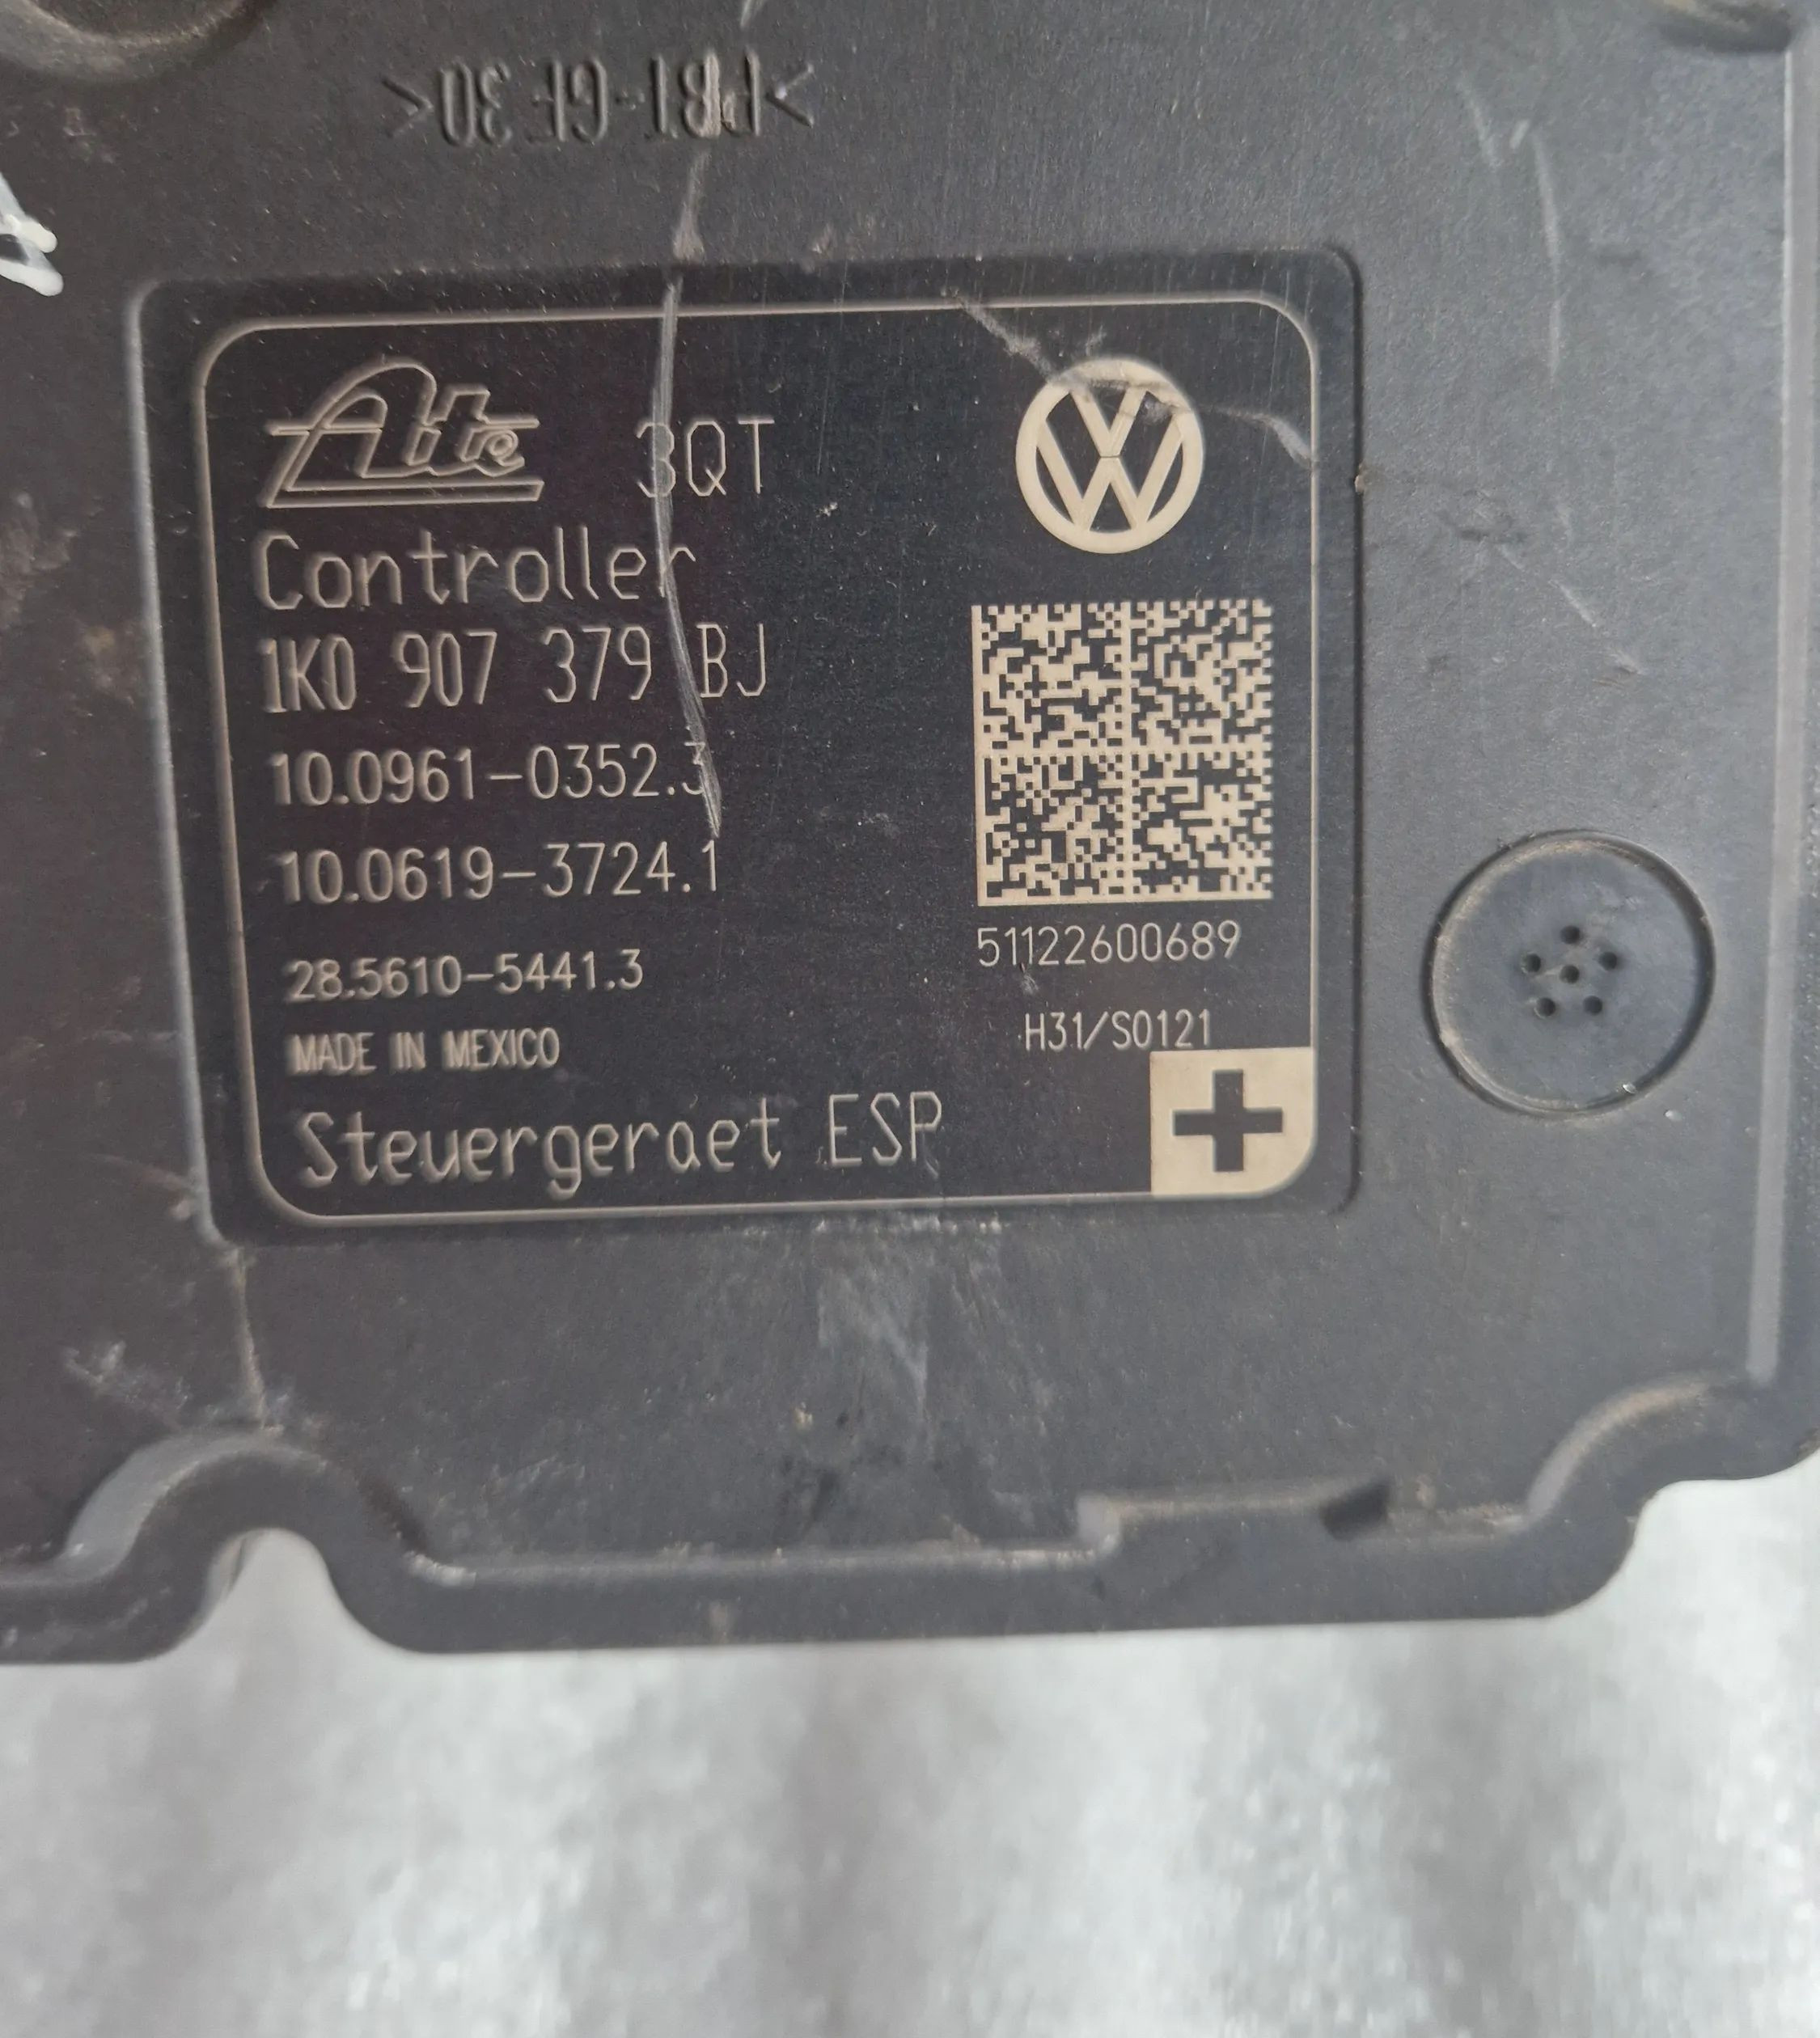 >PBT-GF 30<
Ate 3QT
Controller
1K0 907 379 BJ
10.0961-0352.3
10.0619-3724.1
51122600689
28.5610-5441.3
H31/S0121
MADE IN MEXICO
Steuergeraet ESP